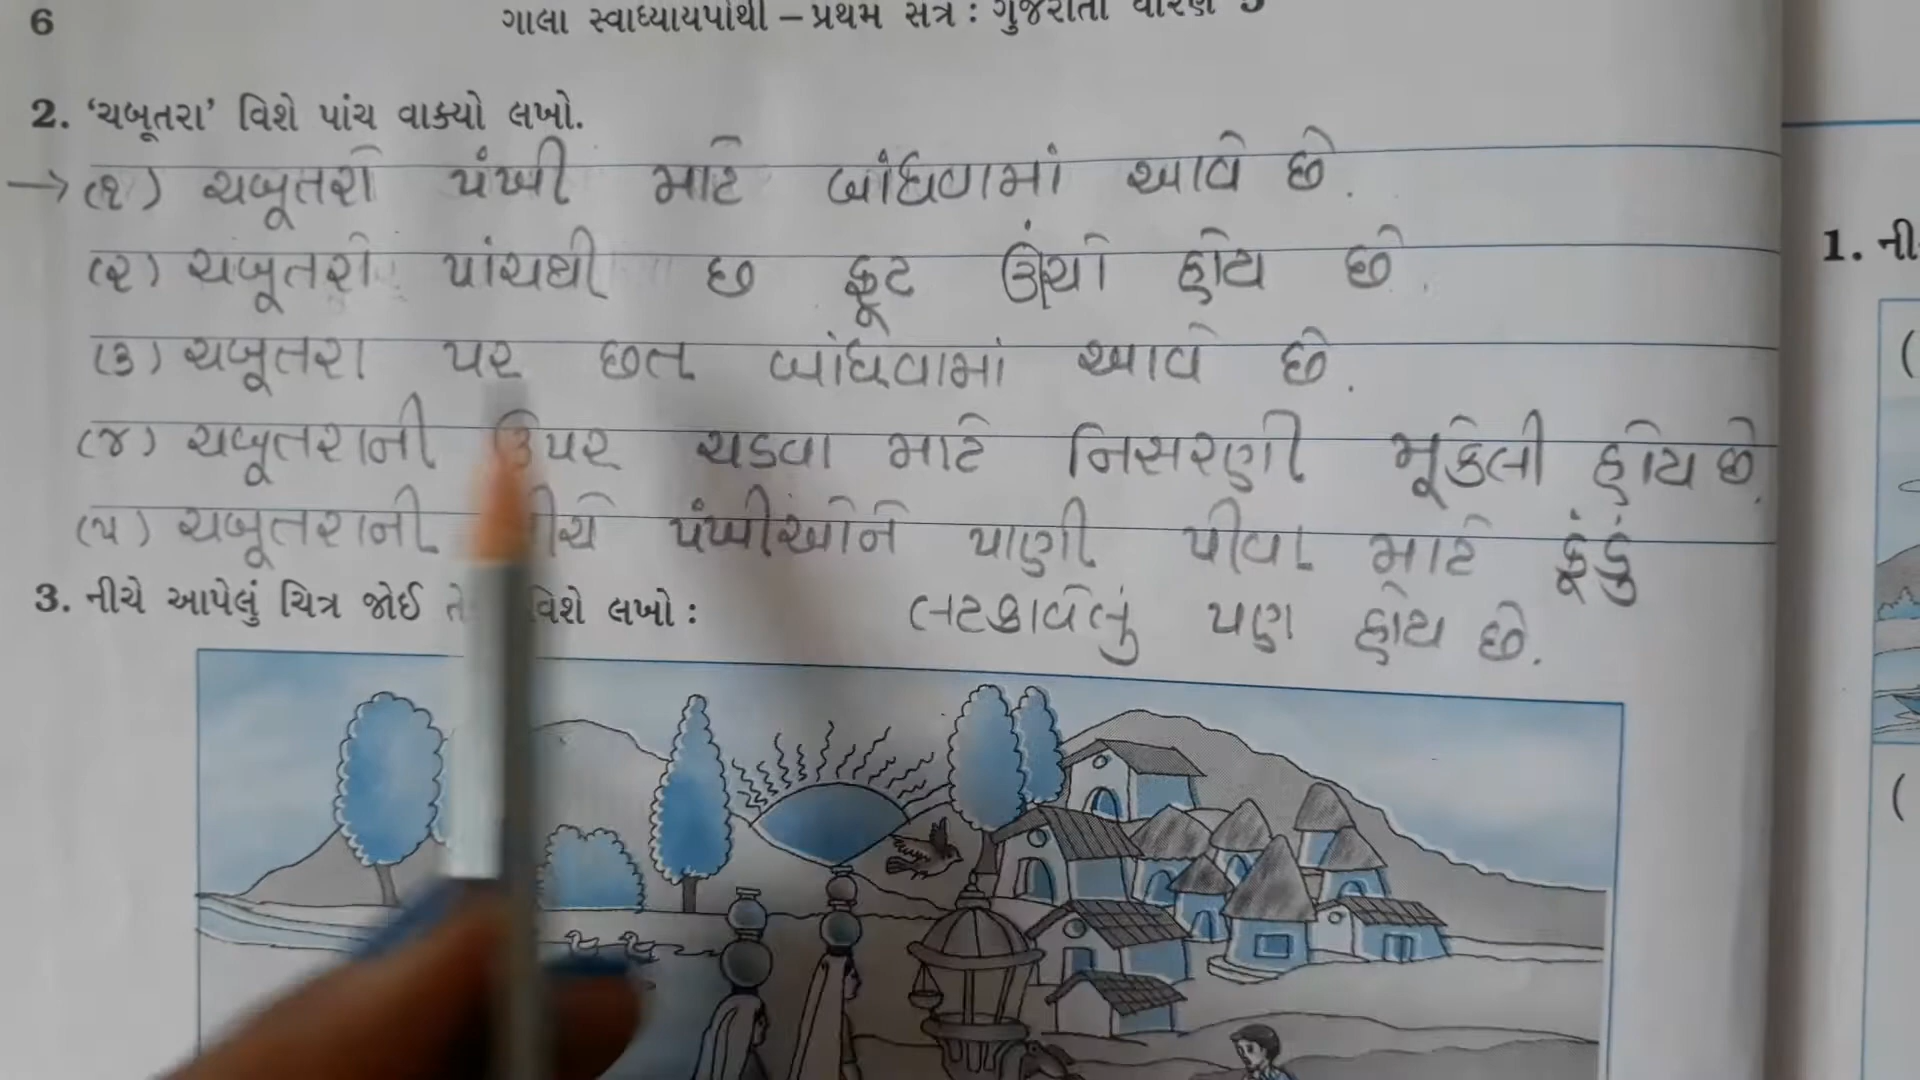 6
ગાલા સ્વાધ્યાયપોથી – પ્રથમ સત્ર : ગુજરાતી ધોરણ 5
2. ‘ચબૂતરા’ વિશે પાંચ વાક્યો લખો.
→ (૧) ચબૂતરો પંખી માટે બાંધવામાં આવે છે.
(૨) ચબૂતરો પાંચથી છ ફૂટ ઊંચો હોય છે.
(૩) ચબૂતરા પર છત બાંધવામાં આવે છે.
(૪) ચબૂતરાની ઉપર ચડવા માટે નિસરણી મૂકેલી હોય છે.
(૫) ચબૂતરાની નીચે પંખીઓને પાણી પીવા માટે કૂંડું
લટકાવેલું પણ હોય છે.
3. નીચે આપેલું ચિત્ર જોઈ તેના વિશે લખો :
1. ની
(
(